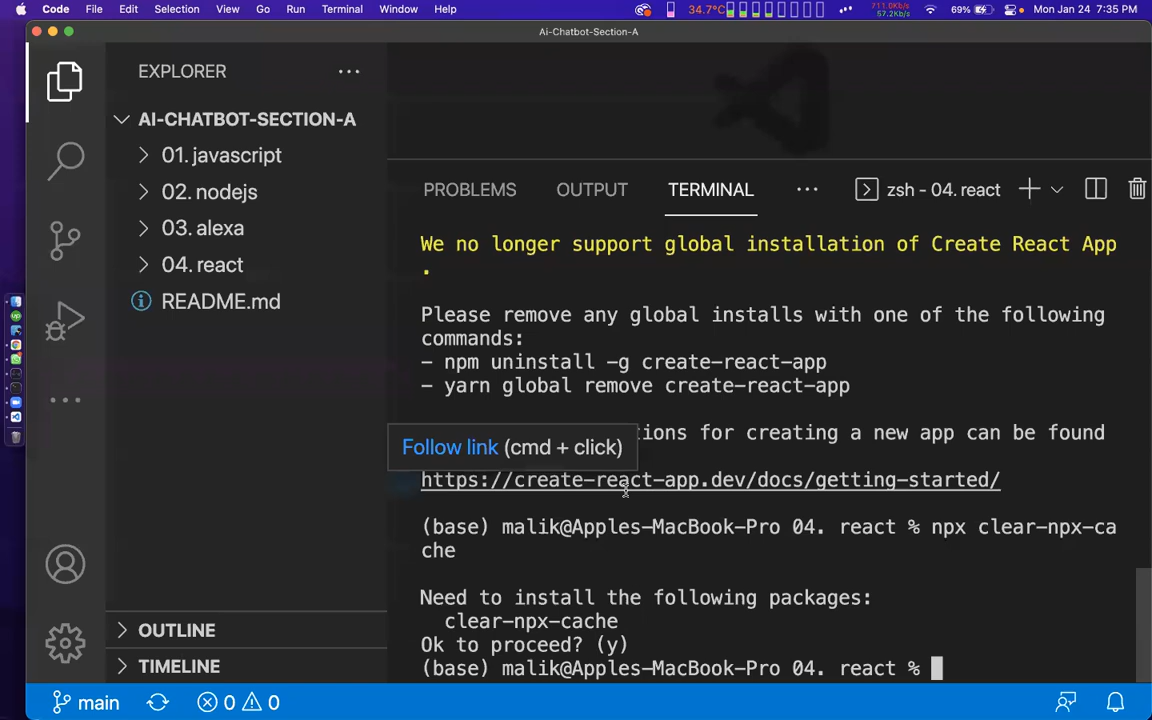 Code File Edit Selection View Go Run Terminal Window Help 34.7°C 711.0KB/s 69% Mon Jan 24 7:35 PM
57.2KB/s
Ai-Chatbot-Section-A
EXPLORER
AI-CHATBOT-SECTION-A
01. javascript
02. nodejs
03. alexa
04. react
README.md
OUTLINE
TIMELINE
PROBLEMS OUTPUT TERMINAL zsh - 04. react
We no longer support global installation of Create React App
.
Please remove any global installs with one of the following
commands:
- npm uninstall -g create-react-app
- yarn global remove create-react-app
ions for creating a new app can be found
Follow link (cmd + click)
https://create-react-app.dev/docs/getting-started/
(base) malik@Apples-MacBook-Pro 04. react % npx clear-npx-ca
che
Need to install the following packages:
clear-npx-cache
Ok to proceed? (y)
(base) malik@Apples-MacBook-Pro 04. react %
main 0 0